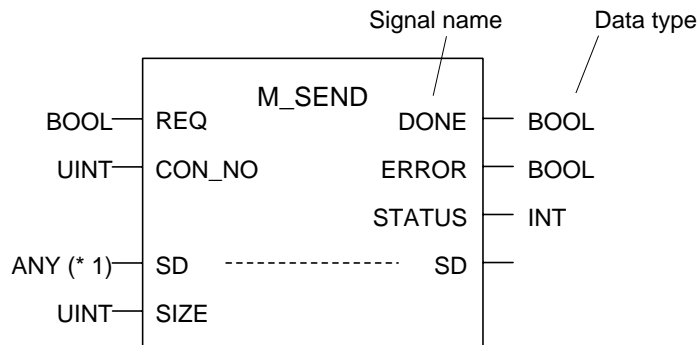 Signal name Data type
M_SEND
BOOL REQ DONE BOOL
UINT CON_NO ERROR BOOL
STATUS INT
ANY (* 1) SD SD
UINT SIZE